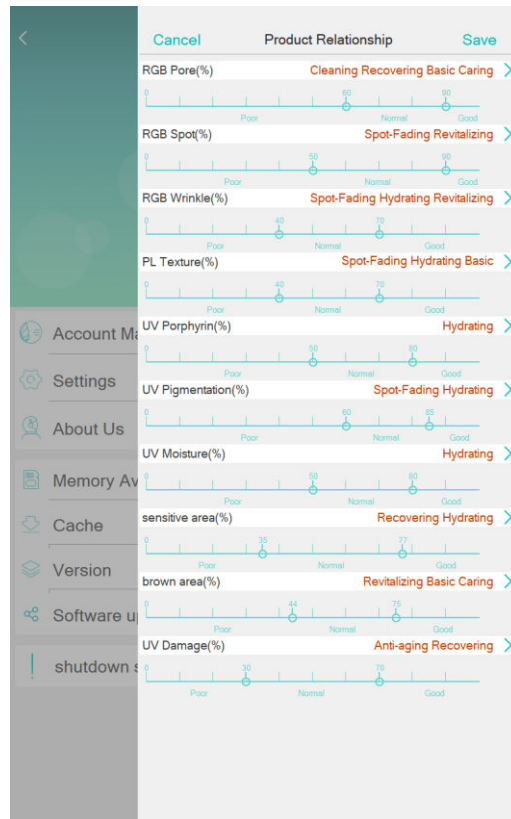 Cancel Product Relationship Save
RGB Pore(%) Cleaning Recovering Basic Caring
0 60 90
Poor Normal Good
RGB Spot(%) Spot-Fading Revitalizing
0 50 90
Poor Normal Good
RGB Wrinkle(%) Spot-Fading Hydrating Revitalizing
0 40 70
Poor Normal Good
PL Texture(%) Spot-Fading Hydrating Basic
0 40 70
Poor Normal Good
UV Porphyrin(%) Hydrating
0 50 80
Poor Normal Good
UV Pigmentation(%) Spot-Fading Hydrating
0 60 85
Poor Normal Good
UV Moisture(%) Hydrating
0 50 80
Poor Normal Good
sensitive area(%) Recovering Hydrating
0 35 77
Poor Normal Good
brown area(%) Revitalizing Basic Caring
0 44 75
Poor Normal Good
UV Damage(%) Anti-aging Recovering
0 30 70
Poor Normal Good
Account Ma
Settings
About Us
Memory Av
Cache
Version
Software u
shutdown s